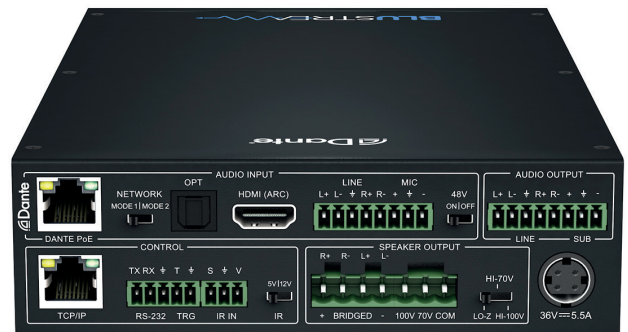 BLUSTREAM
Dante
AUDIO INPUT
AUDIO OUTPUT
Dante
NETWORK
MODE 1 | MODE 2
OPT
HDMI (ARC)
LINE
MIC
L+ L- ⏚ R+ R- + ⏚ -
48V
ON|OFF
L+ L- ⏚ R+ R- + ⏚ -
DANTE PoE
LINE
SUB
CONTROL
SPEAKER OUTPUT
TX RX ⏚ T ⏚
S ⏚ V
5V|12V
R+ R- L+ L-
HI-70V
TCP/IP
RS-232
TRG
IR IN
IR
+ BRIDGED -
100V 70V COM
LO-Z
HI-100V
36V⎓5.5A